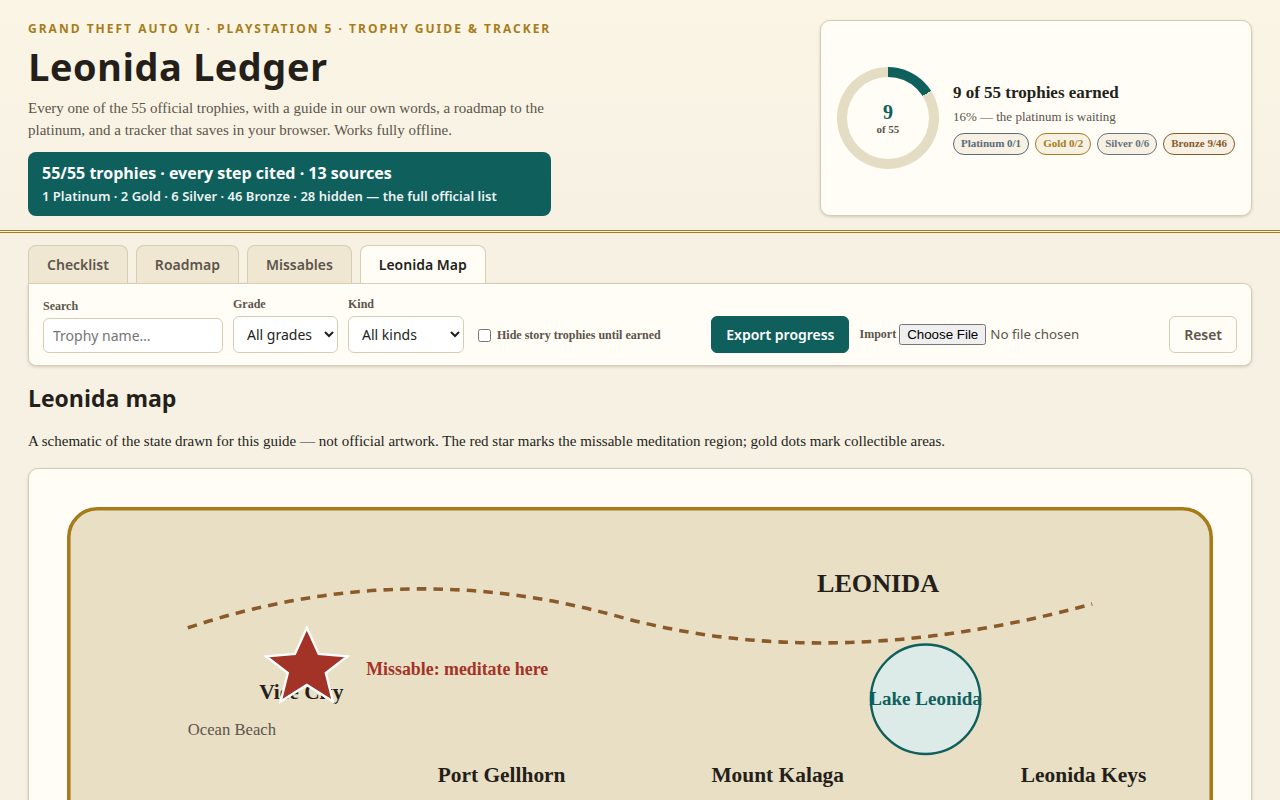 GRAND THEFT AUTO VI · PLAYSTATION 5 · TROPHY GUIDE & TRACKER
Leonida Ledger
Every one of the 55 official trophies, with a guide in our own words, a roadmap to the
platinum, and a tracker that saves in your browser. Works fully offline.
55/55 trophies · every step cited · 13 sources
1 Platinum · 2 Gold · 6 Silver · 46 Bronze · 28 hidden — the full official list
9
of 55
9 of 55 trophies earned
16% — the platinum is waiting
Platinum 0/1 Gold 0/2 Silver 0/6 Bronze 9/46
Checklist Roadmap Missables Leonida Map
Search Grade Kind
Trophy name... All grades All kinds Hide story trophies until earned Export progress Import Choose File No file chosen Reset
Leonida map
A schematic of the state drawn for this guide — not official artwork. The red star marks the missable meditation region; gold dots mark collectible areas.
LEONIDA
Missable: meditate here
Vice City
Lake Leonida
Ocean Beach
Port Gellhorn Mount Kalaga Leonida Keys